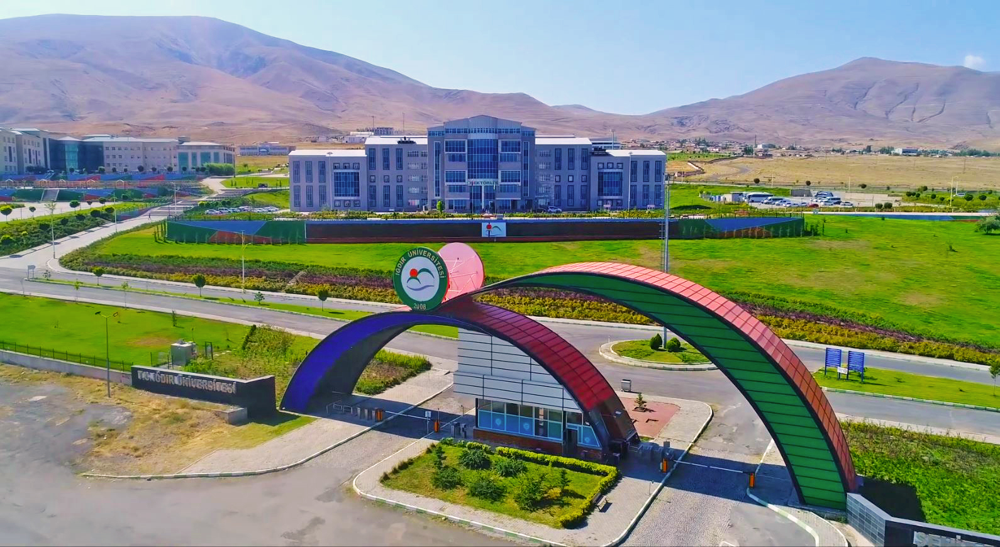 REKTÖRLÜK
IĞDIR ÜNİVERSİTESİ
2008
T.C. IĞDIR ÜNİVERSİTESİ